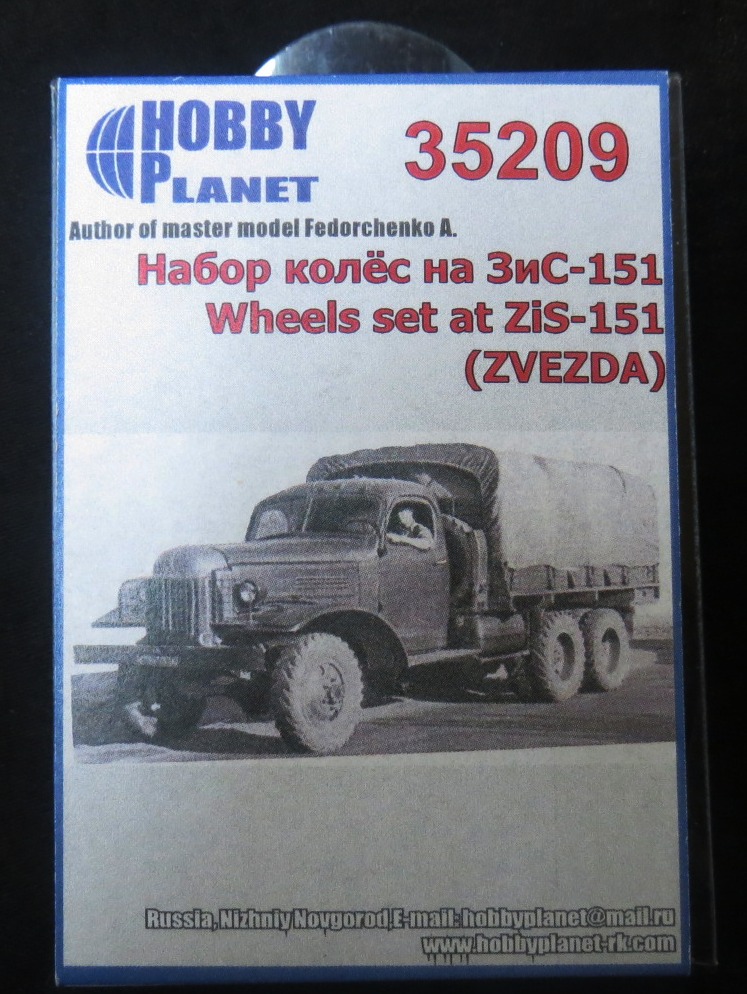 HOBBY
PLANET
35209
Author of master model Fedorchenko A.
Набор колёс на ЗиС-151
Wheels set at ZiS-151
(ZVEZDA)
Russia, Nizhniy Novgorod,E-mail: hobbyplanet@mail.ru
www.hobbyplanet-rk.com